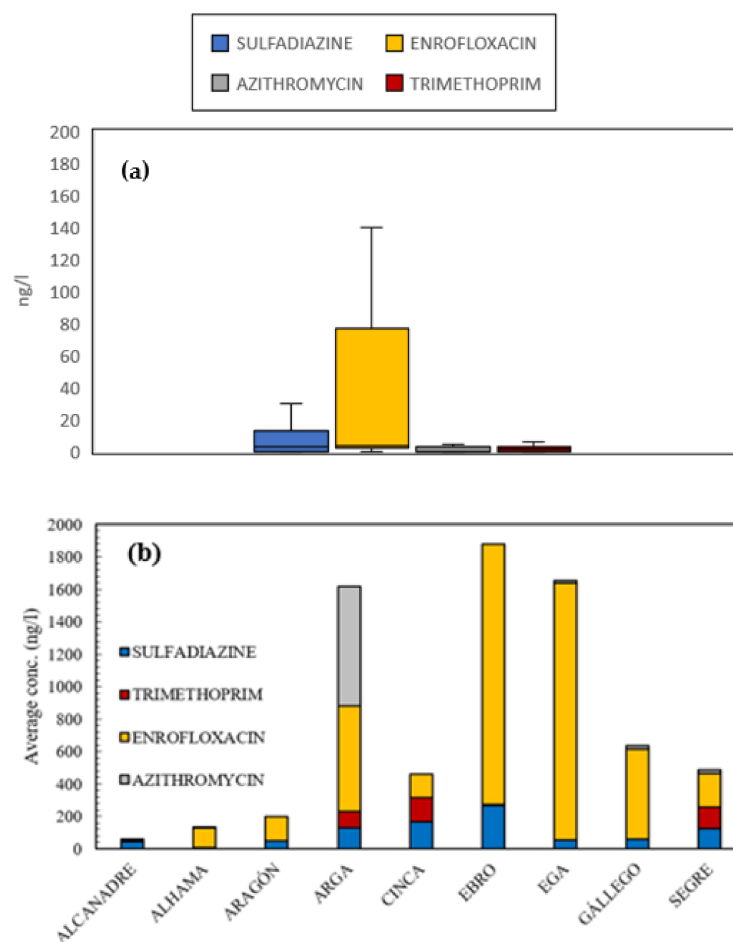 SULFADIAZINE ENROFLOXACIN
AZITHROMYCIN TRIMETHOPRIM
(a)
ng/l
200
180
160
140
120
100
80
60
40
20
0
(b)
Average conc. (ng/l)
2000
1800
1600
1400
1200
1000
800
600
400
200
0
SULFADIAZINE
TRIMETHOPRIM
ENROFLOXACIN
AZITHROMYCIN
ALCANADRE
ALHAMA
ARAGÓN
ARGA
CINCA
EBRO
EGA
GÁLLEGO
SEGRE